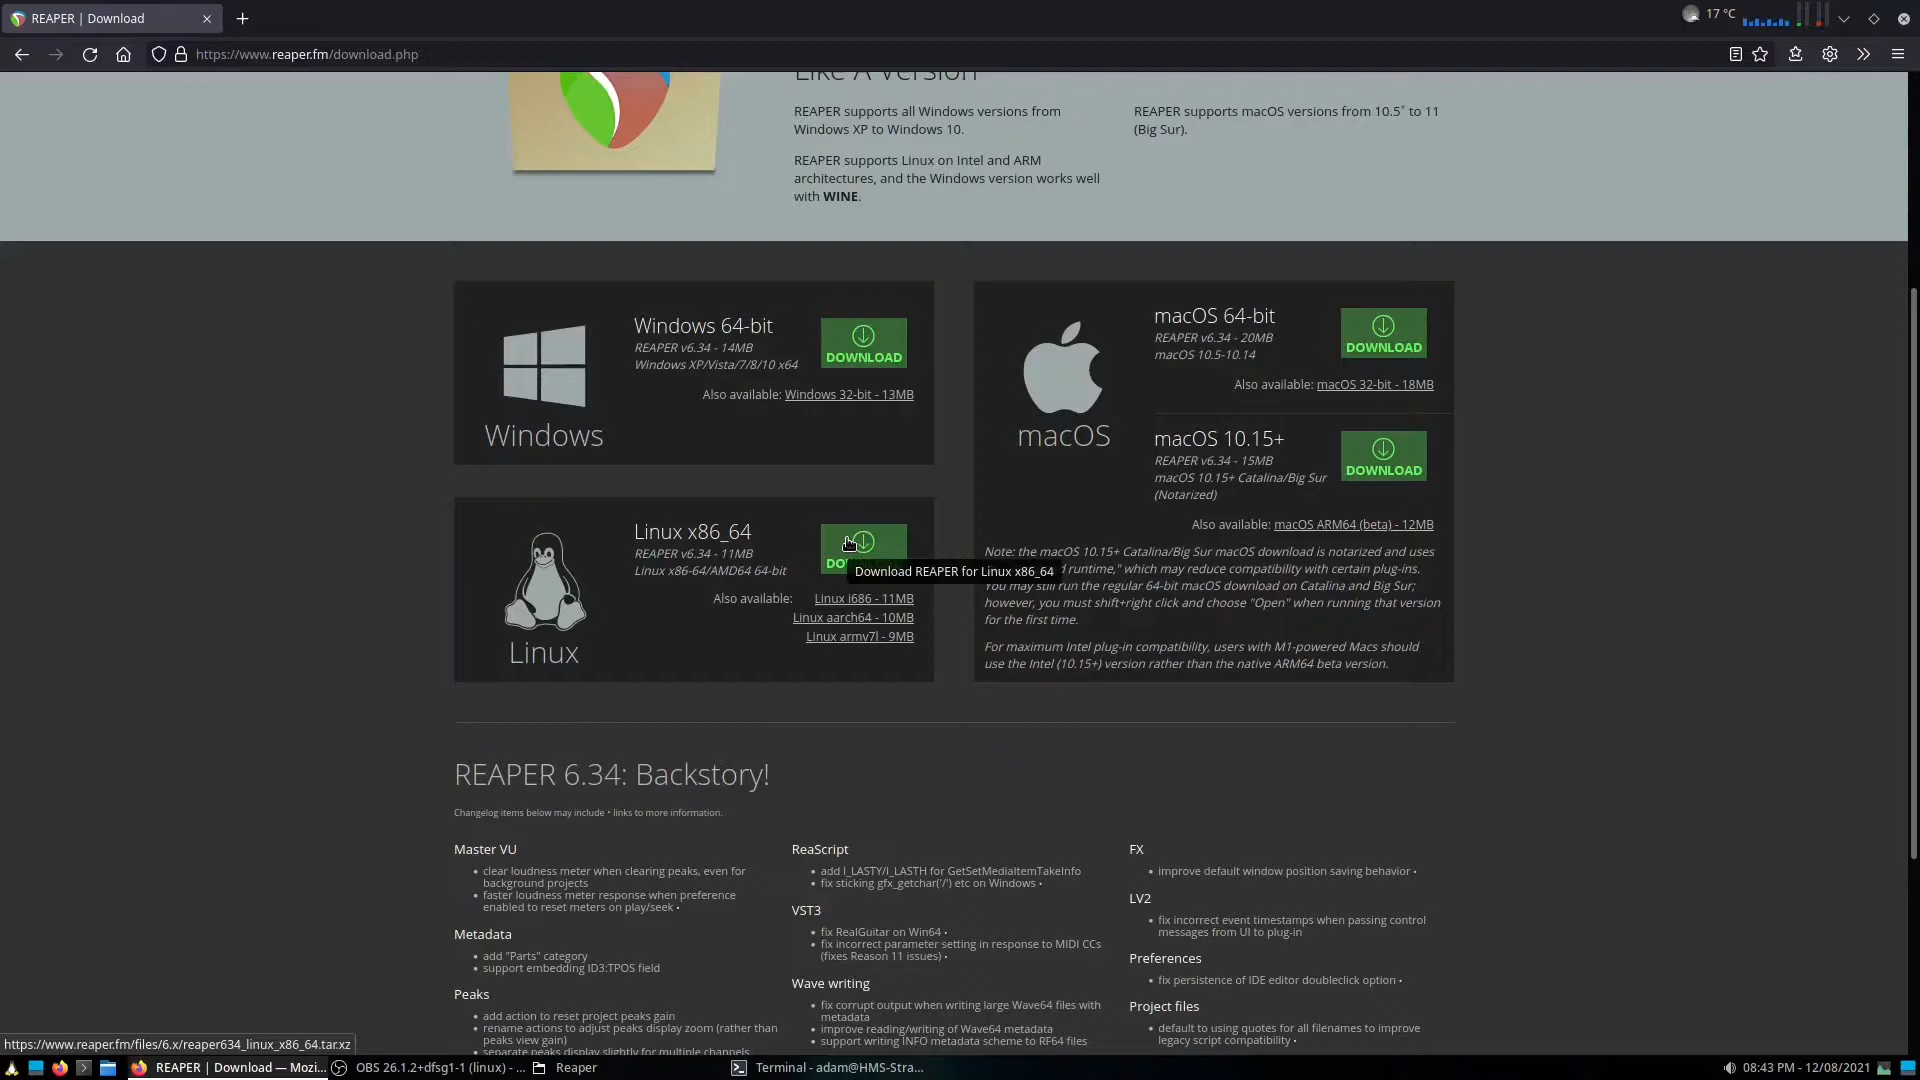 REAPER | Download
17 °C
https://www.reaper.fm/download.php
Like A Version
REAPER supports all Windows versions from
Windows XP to Windows 10.
REAPER supports Linux on Intel and ARM
architectures, and the Windows version works well
with WINE.
REAPER supports macOS versions from 10.5* to 11
(Big Sur).
Windows 64-bit
REAPER v6.34 - 14MB
Windows XP/Vista/7/8/10 x64
DOWNLOAD
Also available: Windows 32-bit - 13MB
Windows
macOS 64-bit
REAPER v6.34 - 20MB
macOS 10.5-10.14
DOWNLOAD
Also available: macOS 32-bit - 18MB
macOS
macOS 10.15+
REAPER v6.34 - 15MB
macOS 10.15+ Catalina/Big Sur
(Notarized)
DOWNLOAD
Also available: macOS ARM64 (beta) - 12MB
Note: the macOS 10.15+ Catalina/Big Sur macOS download is notarized and uses
runtime," which may reduce compatibility with certain plug-ins.
You may still run the regular 64-bit macOS download on Catalina and Big Sur;
however, you must shift+right click and choose "Open" when running that version
for the first time.
For maximum Intel plug-in compatibility, users with M1-powered Macs should
use the Intel (10.15+) version rather than the native ARM64 beta version.
Linux x86_64
REAPER v6.34 - 11MB
Linux x86-64/AMD64 64-bit
Download REAPER for Linux x86_64
Also available: Linux i686 - 11MB
Linux aarch64 - 10MB
Linux armv7l - 9MB
Linux
REAPER 6.34: Backstory!
Changelog items below may include • links to more information.
Master VU
• clear loudness meter when clearing peaks, even for
background projects
• faster loudness meter response when preference
enabled to reset meters on play/seek •
Metadata
• add "Parts" category
• support embedding ID3:TPOS field
Peaks
• add action to reset project peaks gain
• rename actions to adjust peaks display zoom (rather than
peaks view gain)
• separate peaks display slightly for multiple channels
ReaScript
• add I_LASTY/I_LASTH for GetSetMediaItemTakeInfo
• fix sticking gfx_getchar('/') etc on Windows •
VST3
• fix RealGuitar on Win64 •
• fix incorrect parameter setting in response to MIDI CCs
(fixes Reason 11 issues) •
Wave writing
• fix corrupt output when writing large Wave64 files with
metadata
• improve reading/writing of Wave64 metadata
• support writing INFO metadata scheme to RF64 files
FX
• improve default window position saving behavior •
LV2
• fix incorrect event timestamps when passing control
messages from UI to plug-in
Preferences
• fix persistence of IDE editor doubleclick option •
Project files
• default to using quotes for all filenames to improve
legacy script compatibility •
https://www.reaper.fm/files/6.x/reaper634_linux_x86_64.tar.xz
REAPER | Download — Mozi...
OBS 26.1.2+dfsg1-1 (linux) - ...
Reaper
Terminal - adam@HMS-Stra...
08:43 PM - 12/08/2021